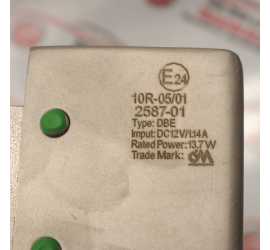 E24
10R-05/01
2587-01
Type: DBE
Input: DC12V/1.14A
Rated Power: 13.7W
Trade Mark: